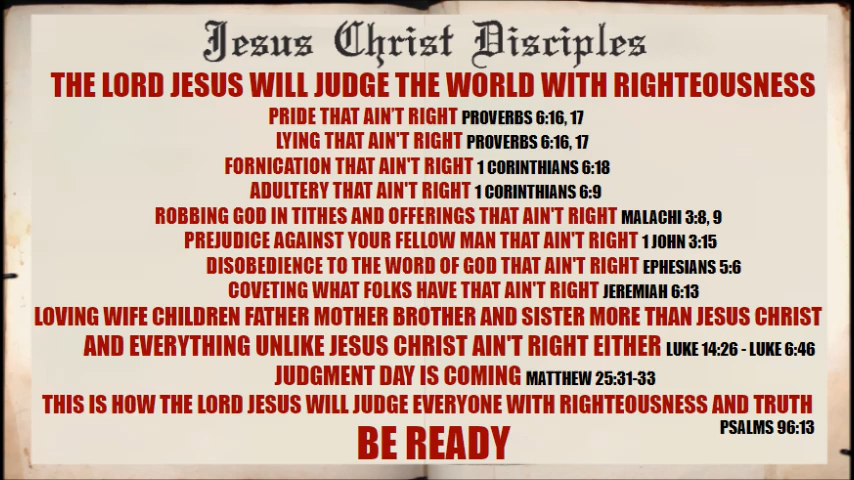 Jesus Christ Disciples
THE LORD JESUS WILL JUDGE THE WORLD WITH RIGHTEOUSNESS
PRIDE THAT AIN'T RIGHT PROVERBS 6:16, 17
LYING THAT AIN'T RIGHT PROVERBS 6:16, 17
FORNICATION THAT AIN'T RIGHT 1 CORINTHIANS 6:18
ADULTERY THAT AIN'T RIGHT 1 CORINTHIANS 6:9
ROBBING GOD IN TITHES AND OFFERINGS THAT AIN'T RIGHT MALACHI 3:8, 9
PREJUDICE AGAINST YOUR FELLOW MAN THAT AIN'T RIGHT 1 JOHN 3:15
DISOBEDIENCE TO THE WORD OF GOD THAT AIN'T RIGHT EPHESIANS 5:6
COVETING WHAT FOLKS HAVE THAT AIN'T RIGHT JEREMIAH 6:13
LOVING WIFE CHILDREN FATHER MOTHER BROTHER AND SISTER MORE THAN JESUS CHRIST
AND EVERYTHING UNLIKE JESUS CHRIST AIN'T RIGHT EITHER LUKE 14:26 - LUKE 6:46
JUDGMENT DAY IS COMING MATTHEW 25:31-33
THIS IS HOW THE LORD JESUS WILL JUDGE EVERYONE WITH RIGHTEOUSNESS AND TRUTH
PSALMS 96:13
BE READY